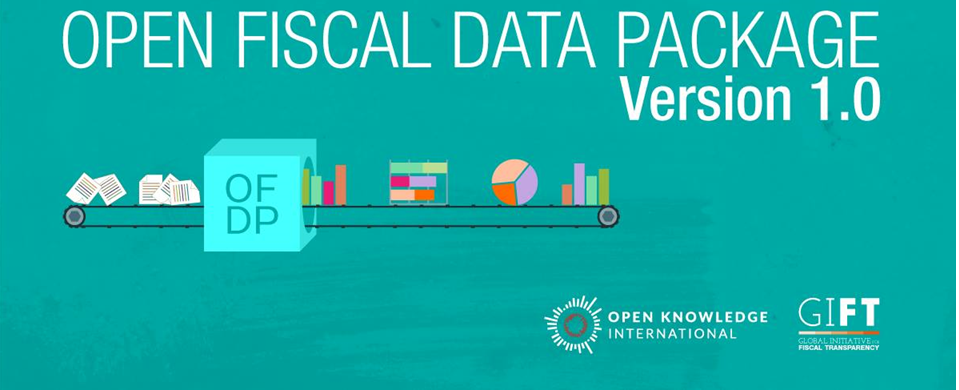 OPEN FISCAL DATA PACKAGE
Version 1.0
OF
DP
OPEN KNOWLEDGE
INTERNATIONAL
GIFT
GLOBAL INITIATIVE FOR
FISCAL TRANSPARENCY